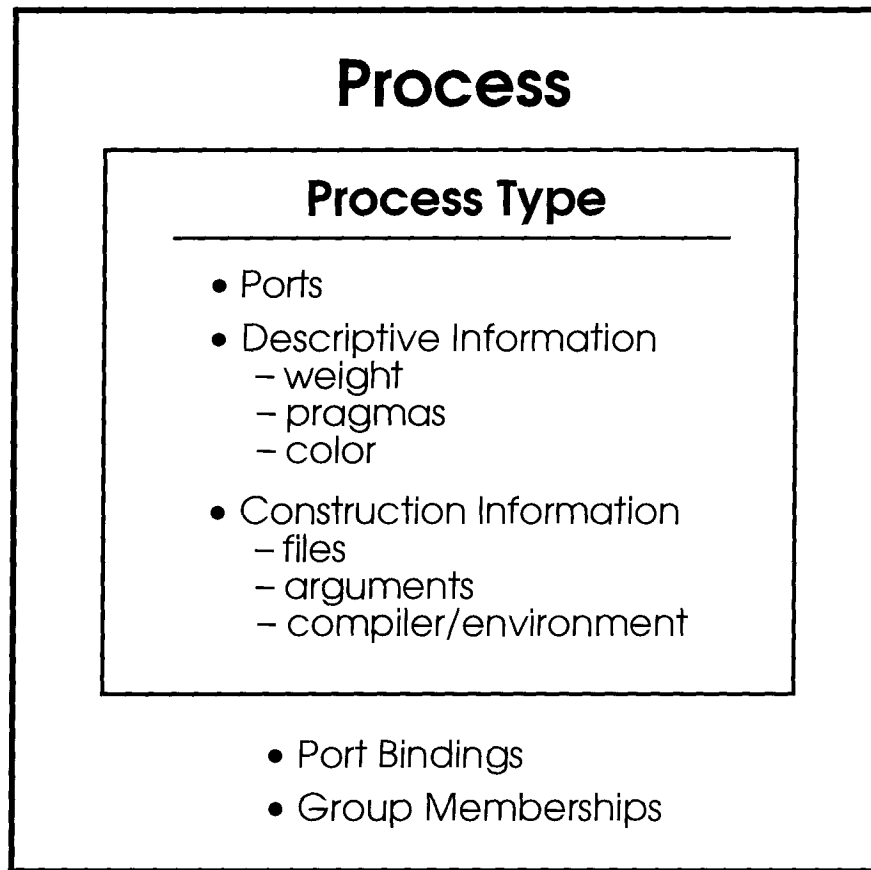 Process
Process Type
• Ports
• Descriptive Information
– weight
– pragmas
– color
• Construction Information
– files
– arguments
– compiler/environment
• Port Bindings
• Group Memberships